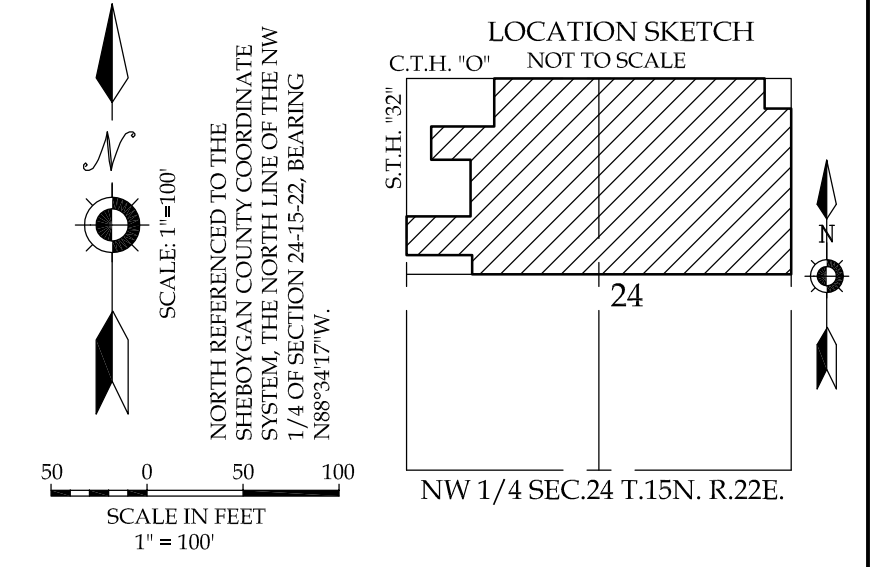 N
SCALE: 1"=100'
NORTH REFERENCED TO THE
SHEBOYGAN COUNTY COORDINATE
SYSTEM, THE NORTH LINE OF THE NW
1/4 OF SECTION 24-15-22, BEARING
N88°34'17"W.
50 0 50 100
SCALE IN FEET
1" = 100'
LOCATION SKETCH
NOT TO SCALE
C.T.H. "O"
S.T.H. "32"
N
24
NW 1/4 SEC.24 T.15N. R.22E.